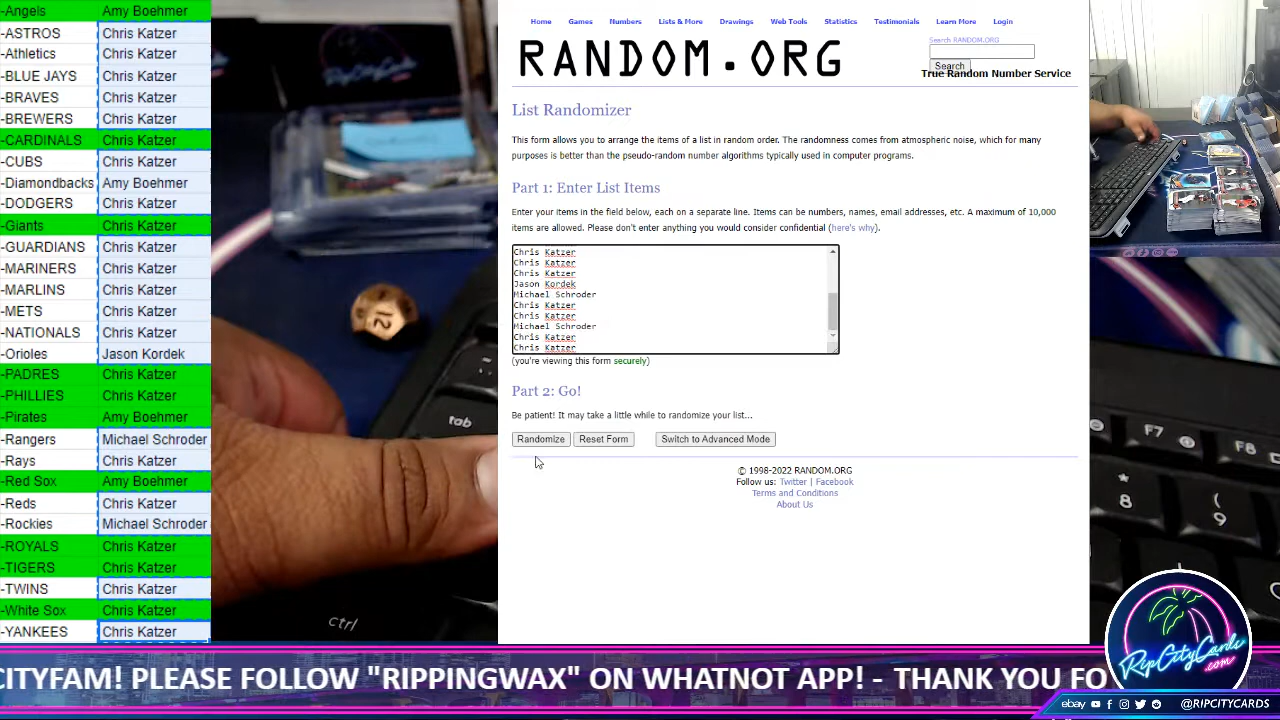 -Angels Amy Boehmer
-ASTROS Chris Katzer
-Athletics Chris Katzer
-BLUE JAYS Chris Katzer
-BRAVES Chris Katzer
-BREWERS Chris Katzer
-CARDINALS Chris Katzer
-CUBS Chris Katzer
-Diamondbacks Amy Boehmer
-DODGERS Chris Katzer
-Giants Chris Katzer
-GUARDIANS Chris Katzer
-MARINERS Chris Katzer
-MARLINS Chris Katzer
-METS Chris Katzer
-NATIONALS Chris Katzer
-Orioles Jason Kordek
-PADRES Chris Katzer
-PHILLIES Chris Katzer
-Pirates Amy Boehmer
-Rangers Michael Schroder
-Rays Chris Katzer
-Red Sox Amy Boehmer
-Reds Chris Katzer
-Rockies Michael Schroder
-ROYALS Chris Katzer
-TIGERS Chris Katzer
-TWINS Chris Katzer
-White Sox Chris Katzer
-YANKEES Chris Katzer
tab
Ctrl
12
Home Games Numbers Lists & More Drawings Web Tools Statistics Testimonials Learn More Login
RANDOM.ORG
Search RANDOM.ORG
Search
True Random Number Service
List Randomizer
This form allows you to arrange the items of a list in random order. The randomness comes from atmospheric noise, which for many
purposes is better than the pseudo-random number algorithms typically used in computer programs.
Part 1: Enter List Items
Enter your items in the field below, each on a separate line. Items can be numbers, names, email addresses, etc. A maximum of 10,000
items are allowed. Please don't enter anything you would consider confidential (here's why).
Chris Katzer
Chris Katzer
Chris Katzer
Jason Kordek
Michael Schroder
Chris Katzer
Chris Katzer
Michael Schroder
Chris Katzer
Chris Katzer
(you're viewing this form securely)
Part 2: Go!
Be patient! It may take a little while to randomize your list...
Randomize Reset Form Switch to Advanced Mode
© 1998-2022 RANDOM.ORG
Follow us: Twitter | Facebook
Terms and Conditions
About Us
8
9
RipCityCards
.com
CITYFAM! PLEASE FOLLOW "RIPP!NGWAX" ON WHATNOT APP! - THANK YOU FO
ebay @RIPCITYCARDS